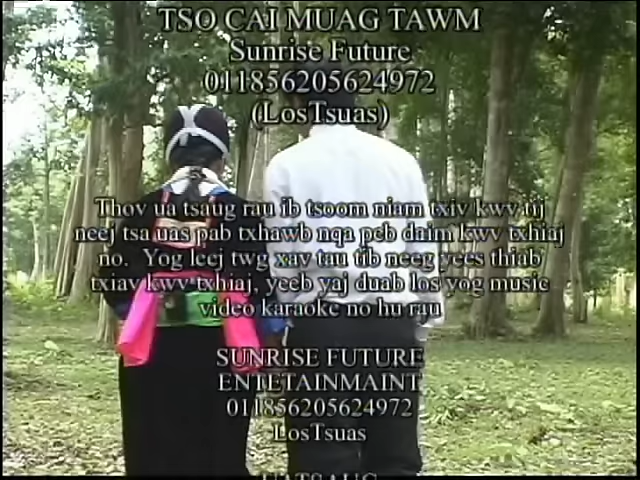 TSO CAI MUAG TAWM
Sunrise Future
011856205624972
(LosTsuas)
Thov ua tsaug rau ib tsoom niam txiv kwv tij
neej tsa uas pab txhawb nqa peb daim kwv txhiaj
no. Yog leej twg xav tau tib neeg yees thiab
txiav kwv txhiaj, yeeb yaj duab los yog music
video karaoke no hu rau
SUNRISE FUTURE
ENTETAINMAINT
011856205624972
LosTsuas
UATSAUG